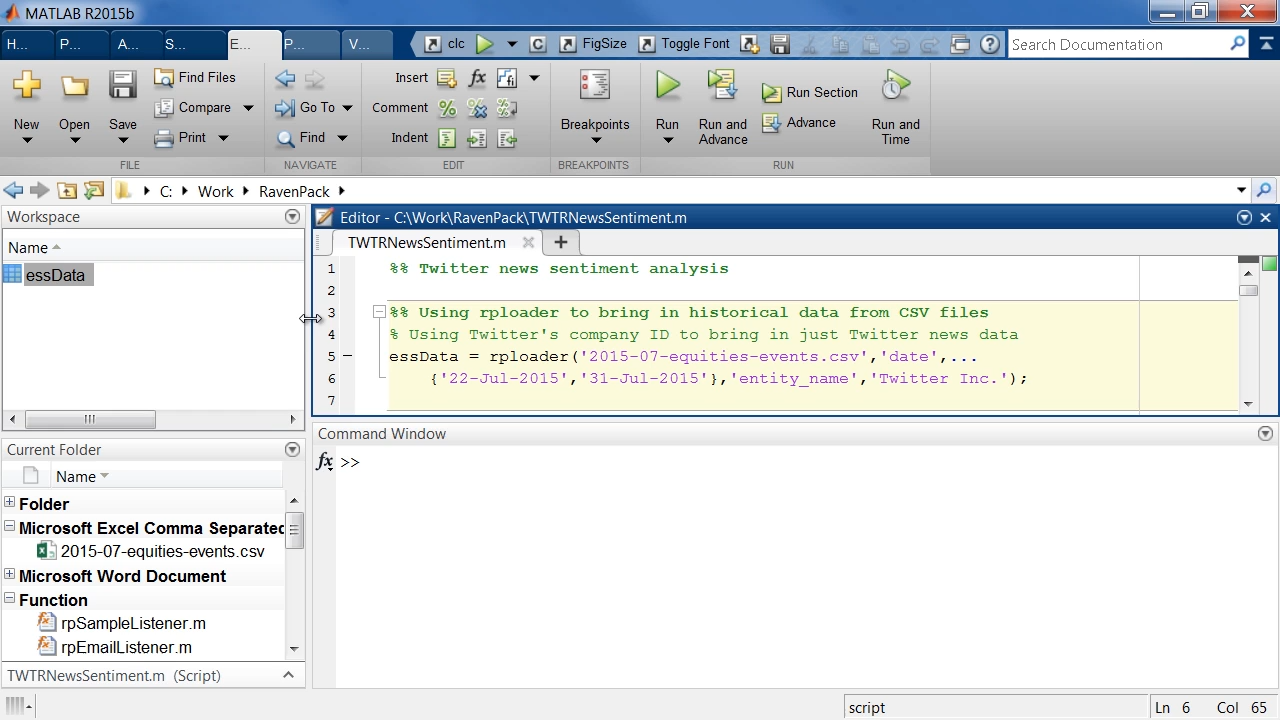 MATLAB R2015b
H... P... A... S... E... P... V... clc FigSize Toggle Font Search Documentation
New Open Save Find Files Compare Print
FILE
Go To Find
NAVIGATE
Insert Comment Indent
EDIT
Breakpoints
BREAKPOINTS
Run Run and Advance Run Section Advance Run and Time
RUN
C: Work RavenPack
Workspace
Name
essData
Editor - C:\Work\RavenPack\TWTRNewsSentiment.m
TWTRNewsSentiment.m
1 %% Twitter news sentiment analysis
2
3 %% Using rploader to bring in historical data from CSV files
4 % Using Twitter's company ID to bring in just Twitter news data
5 essData = rploader('2015-07-equities-events.csv','date',...
6 {'22-Jul-2015','31-Jul-2015'},'entity_name','Twitter Inc.');
7
Current Folder
Name
Folder
Microsoft Excel Comma Separated
2015-07-equities-events.csv
Microsoft Word Document
Function
rpSampleListener.m
rpEmailListener.m
TWTRNewsSentiment.m (Script)
Command Window
fx >>
script Ln 6 Col 65